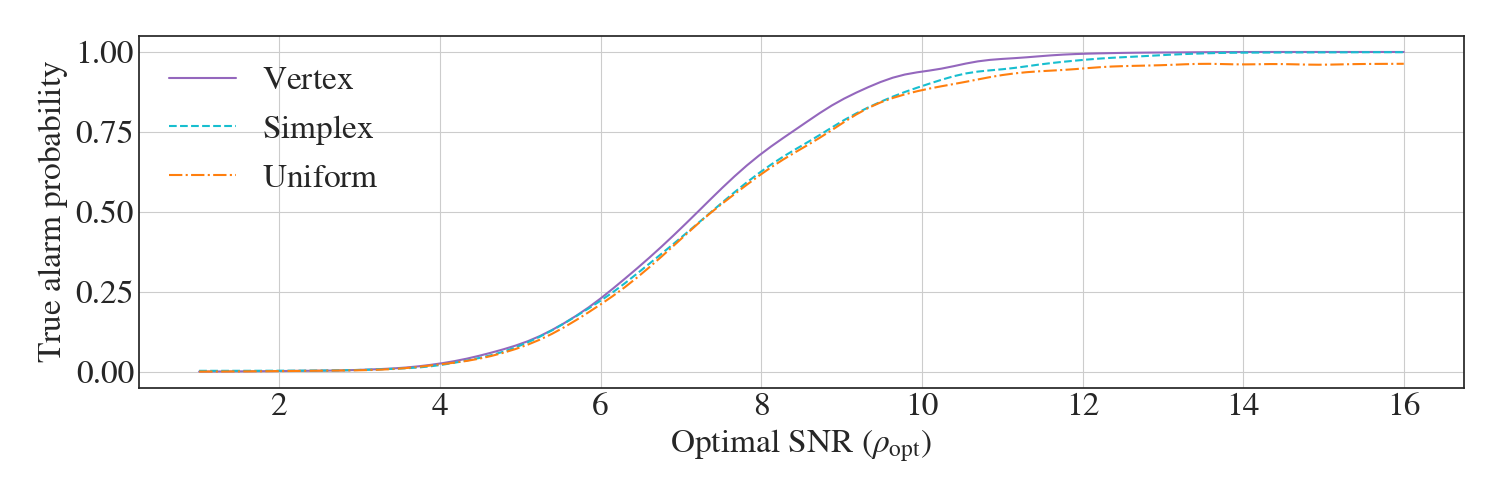 True alarm probability
1.00
0.75
0.50
0.25
0.00
Vertex
Simplex
Uniform
2 4 6 8 10 12 14 16
Optimal SNR (ρopt)